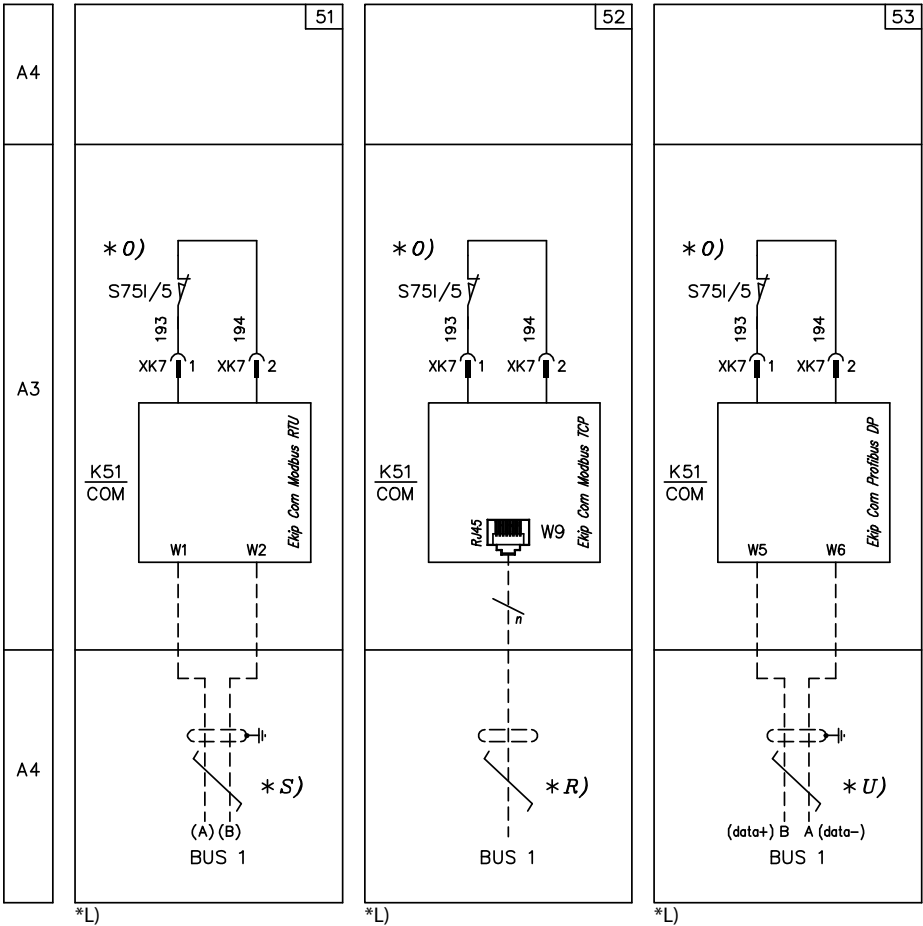 A4
A3
A4
51
*O)
S75I/5
193
194
XK7 1
XK7 2
K51
COM
Ekip Com Modbus RTU
W1
W2
*S)
(A) (B)
BUS 1
*L)
52
*O)
S75I/5
193
194
XK7 1
XK7 2
K51
COM
Ekip Com Modbus TCP
RJ45
W9
n
*R)
BUS 1
*L)
53
*O)
S75I/5
193
194
XK7 1
XK7 2
K51
COM
Ekip Com Profibus DP
W5
W6
*U)
(data+) B A (data-)
BUS 1
*L)